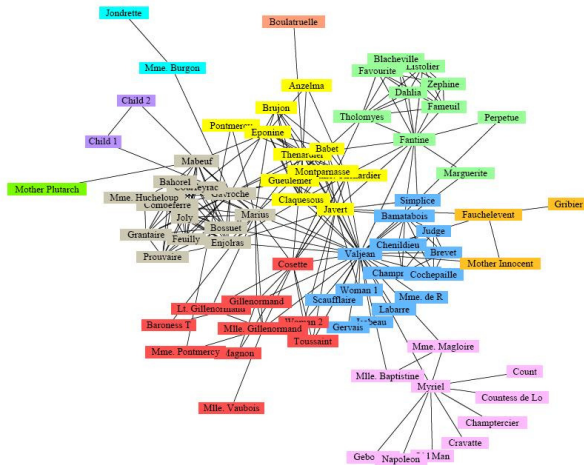 Jondrette
Boulatruelle
Mme. Burgon
Blacheville
Favourite
Listolier
Anzelma
Zephine
Child 2
Dahlia
Brujon
Fameuil
Tholomyes
Perpetue
Pontmercy
Eponine
Fantine
Child 1
Babet
Thenardier
Mabeuf
Montparnasse
Marguerite
Gueulemer
Bahorel
Mother Plutarch
Mme. Hucheloup
Claquesous
Simplice
Javert
Gribier
Joly
Marius
Bamatabois
Fauchelevent
Grantaire
Bossuet
Judge
Feuilly
Enjolras
Chenildieu
Prouvaire
Valjean
Brevet
Cosette
Mother Innocent
Cochepaille
Woman 1
Gillenormand
Scaufflaire
Mme. de R
Lt. Gillenormand
Labarre
Baroness T
Mlle. Gillenormand
Gervais
Toussaint
Mme. Pontmercy
Mme. Magloire
Mlle. Baptistine
Count
Myriel
Countess de Lo
Mlle. Vaubois
Champtercier
Cravatte
Napoleon